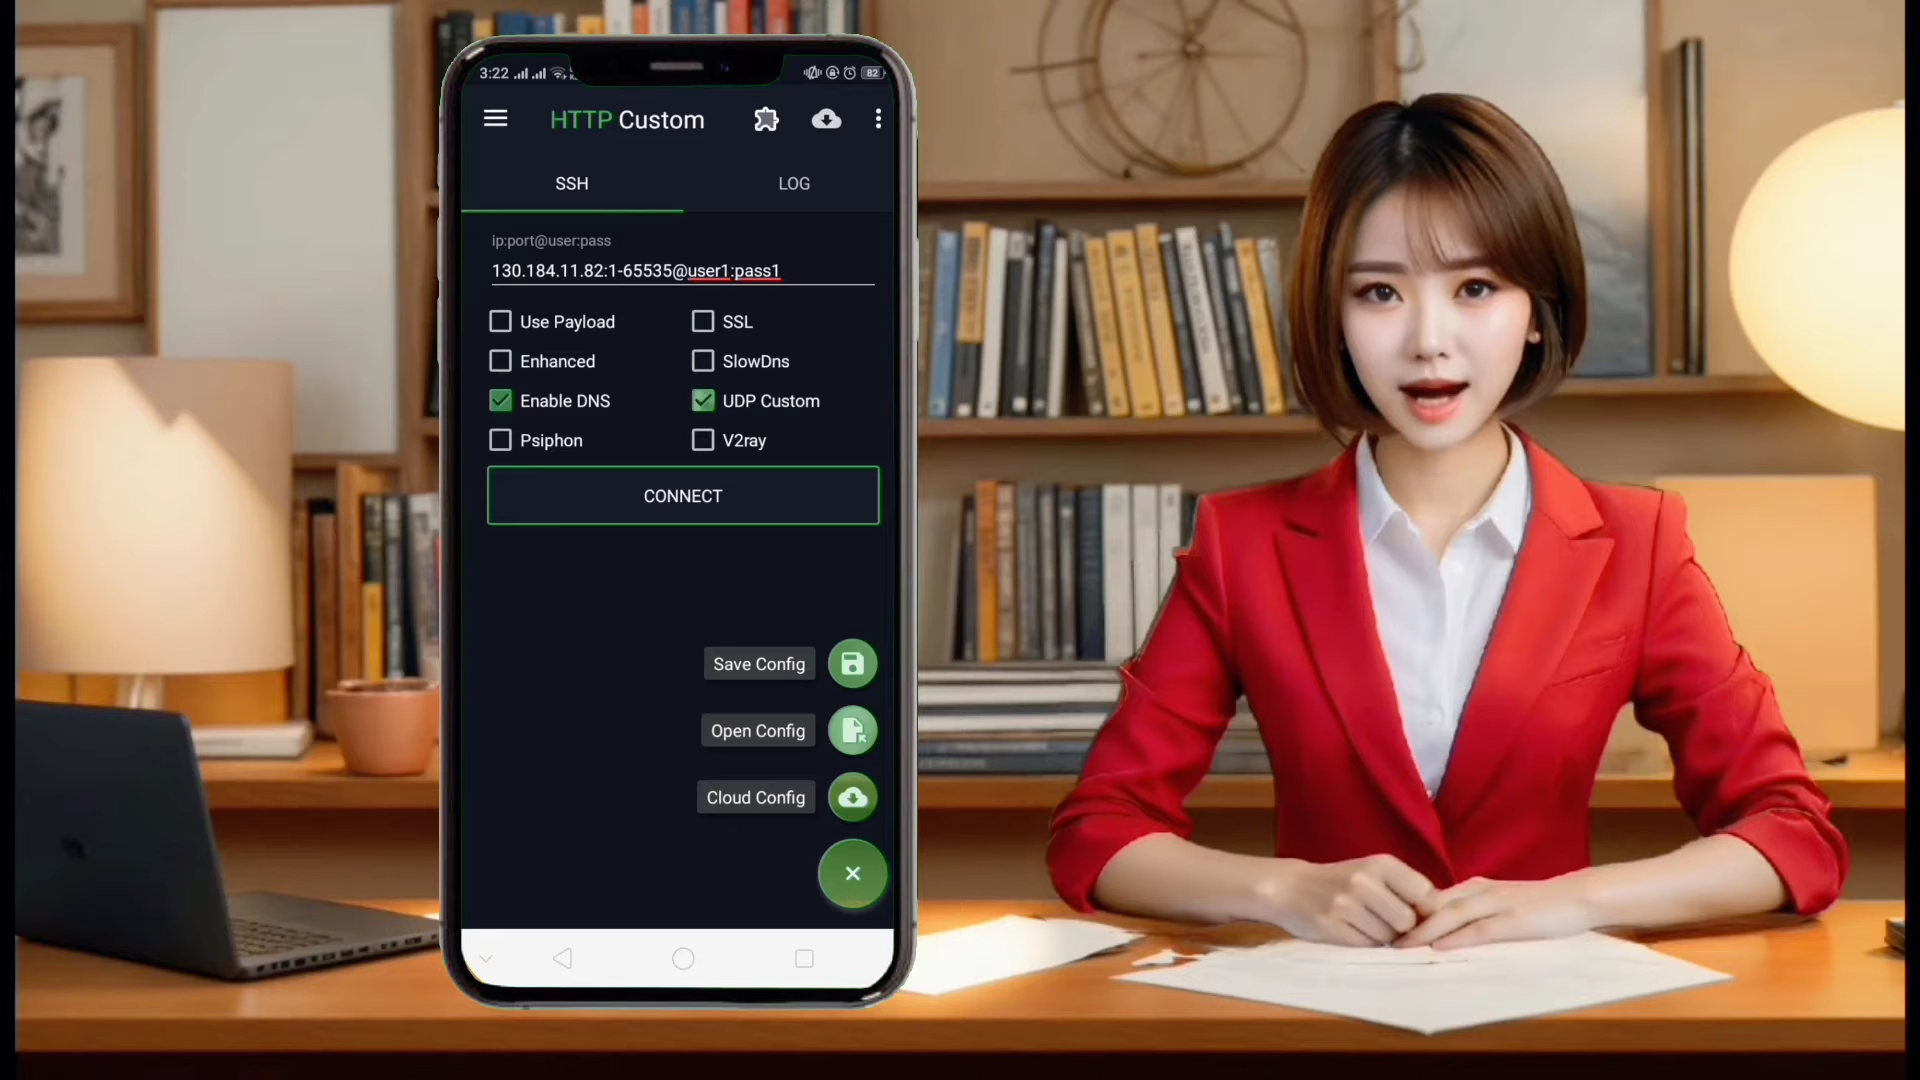 3:22
82
HTTP Custom
SSH
LOG
ip:port@user:pass
130.184.11.82:1-65535@user1:pass1
Use Payload
SSL
Enhanced
SlowDns
Enable DNS
UDP Custom
Psiphon
V2ray
CONNECT
Save Config
Open Config
Cloud Config